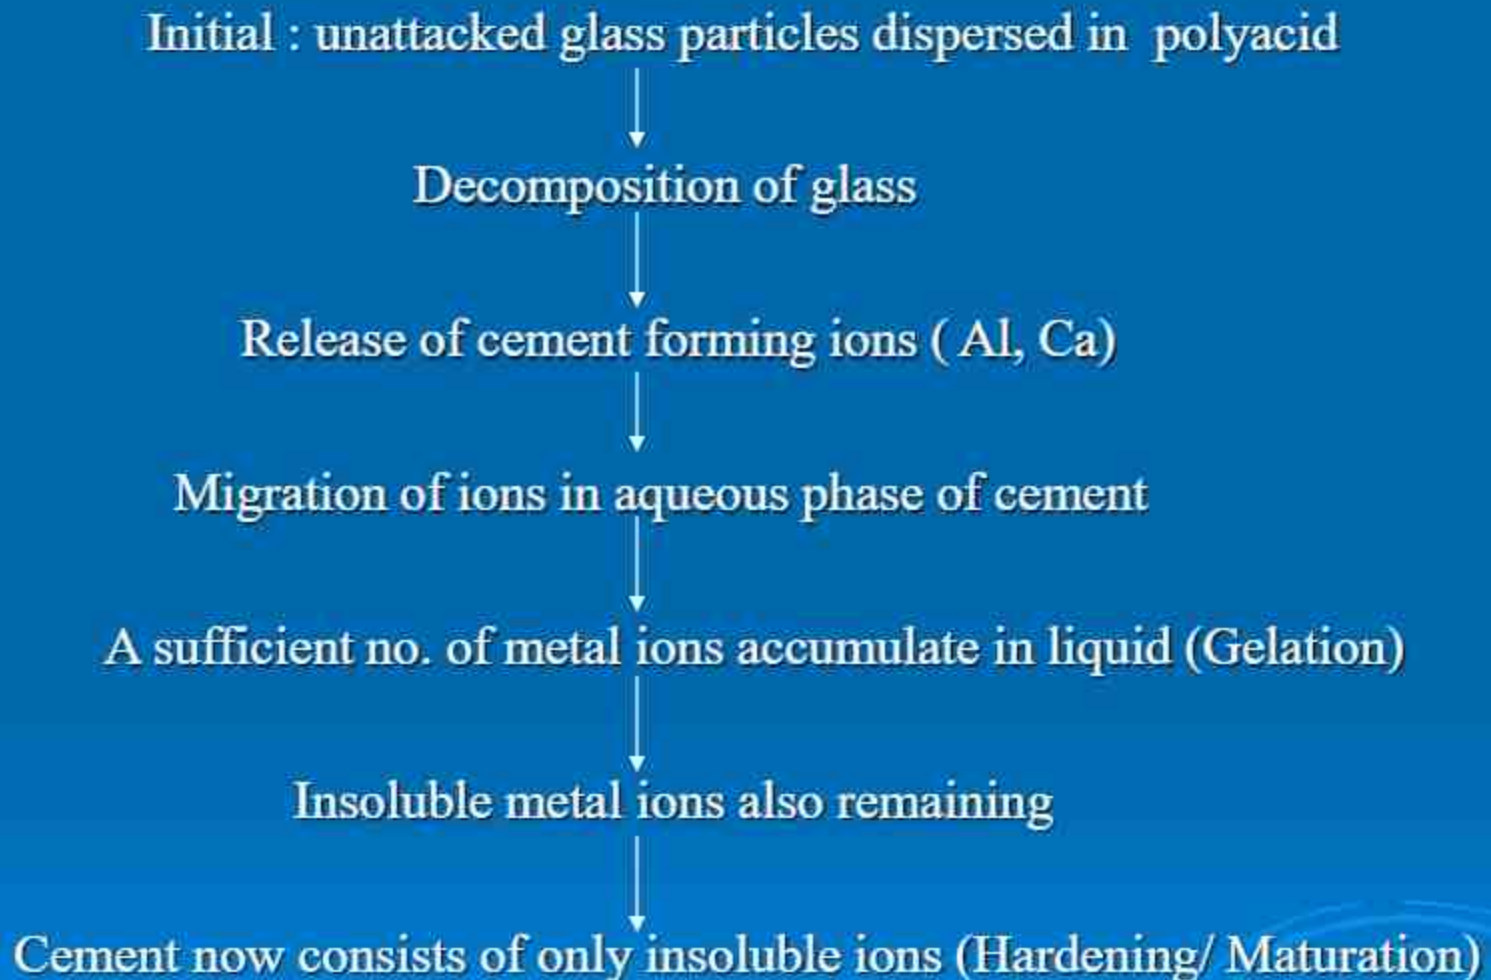 Initial : unattacked glass particles dispersed in polyacid
Decomposition of glass
Release of cement forming ions ( Al, Ca)
Migration of ions in aqueous phase of cement
A sufficient no. of metal ions accumulate in liquid (Gelation)
Insoluble metal ions also remaining
Cement now consists of only insoluble ions (Hardening/ Maturation)